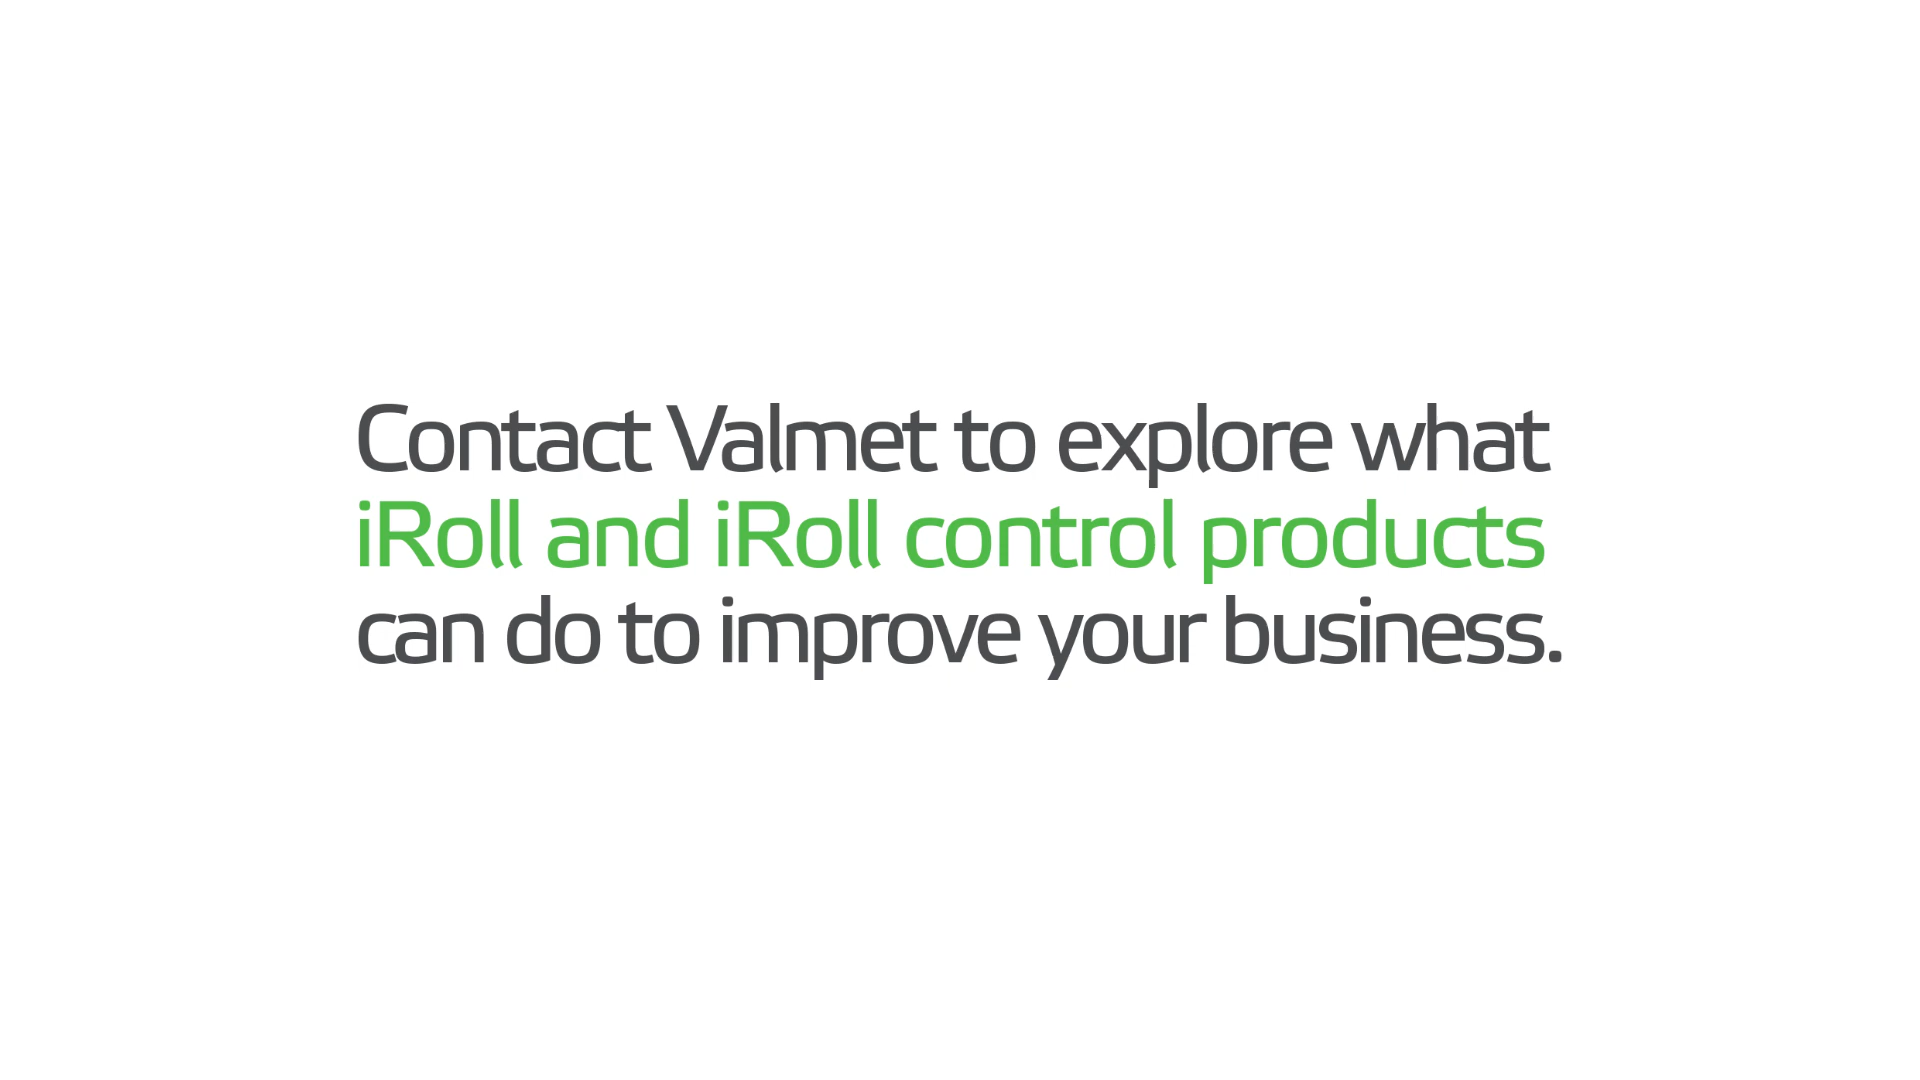 Contact Valmet to explore what
iRoll and iRoll control products
can do to improve your business.